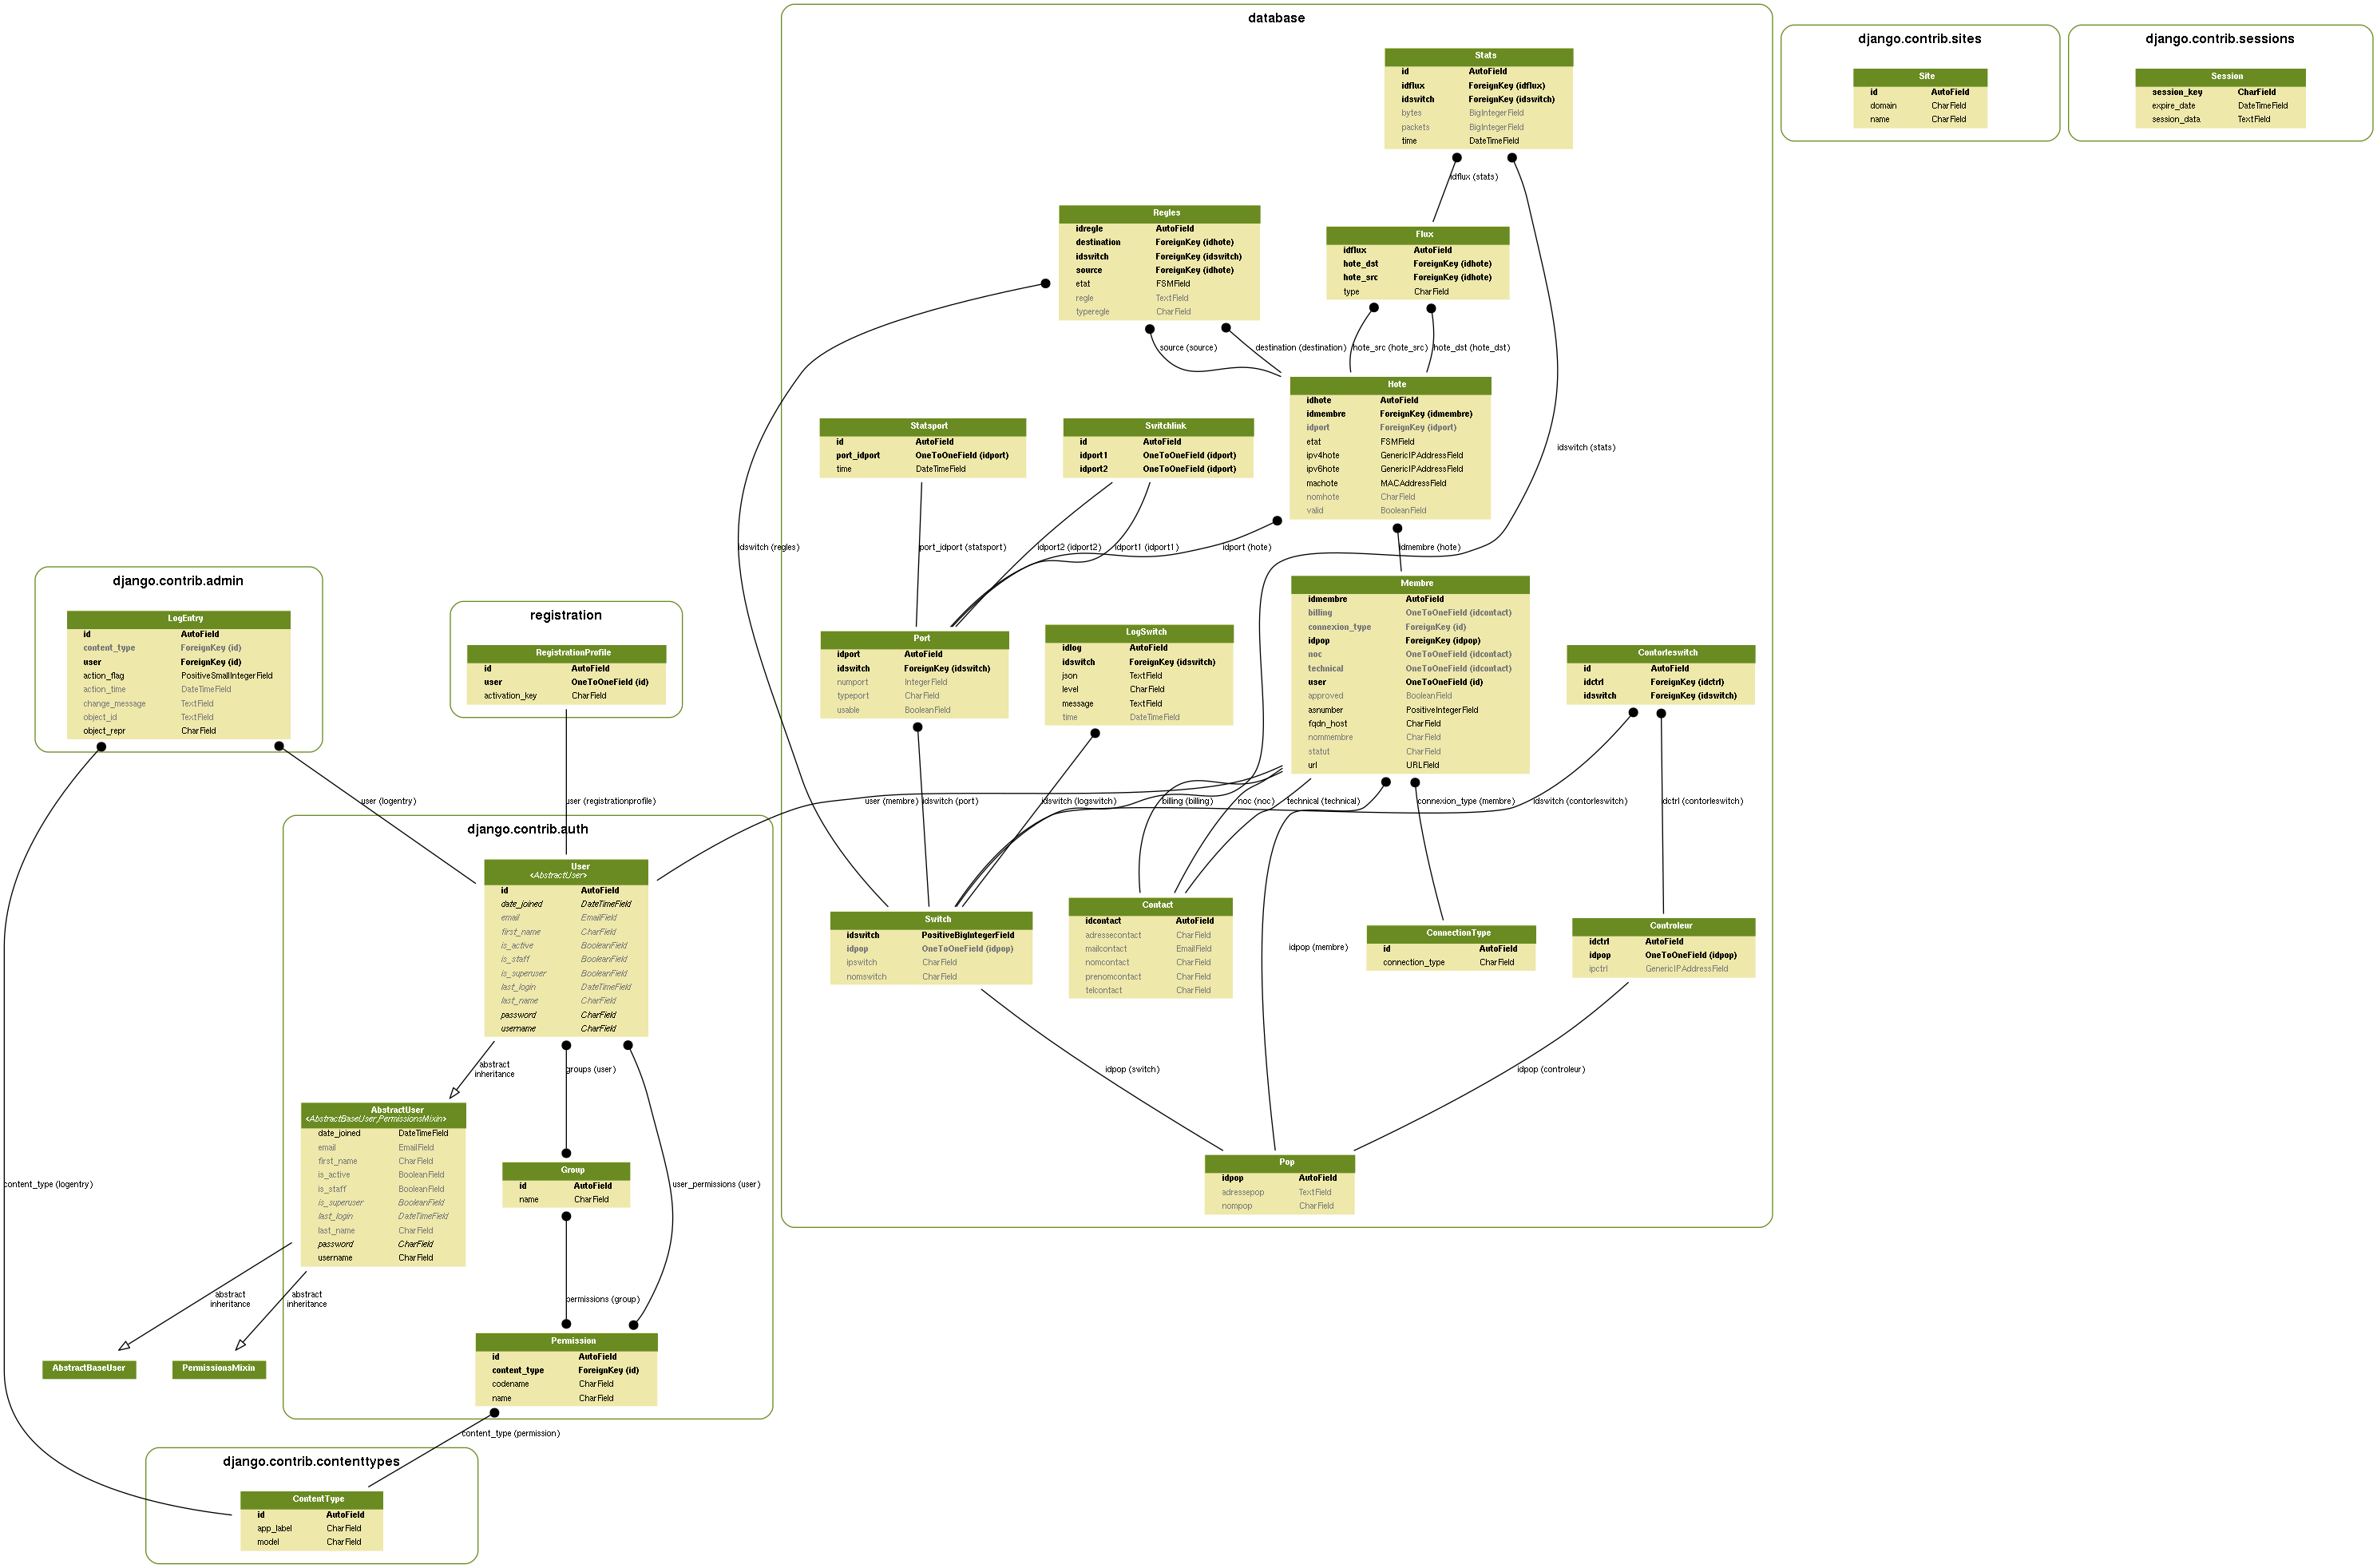 database
Stats
id AutoField
idflux ForeignKey (idflux)
idswitch ForeignKey (idswitch)
bytes BigIntegerField
packets BigIntegerField
time DateTimeField
django.contrib.sites
Site
id AutoField
domain CharField
name CharField
django.contrib.sessions
Session
session_key CharField
expire_date DateTimeField
session_data TextField
idflux (stats)
Regles
idregle AutoField
destination ForeignKey (idhote)
idswitch ForeignKey (idswitch)
source ForeignKey (idhote)
etat FSMField
regle TextField
typeregle CharField
Flux
idflux AutoField
hote_dst ForeignKey (idhote)
hote_src ForeignKey (idhote)
type CharField
source (source)
destination (destination)
hote_src (hote_src)
hote_dst (hote_dst)
Hote
idhote AutoField
idmembre ForeignKey (idmembre)
idport ForeignKey (idport)
etat FSMField
ipv4hote GenericIPAddressField
ipv6hote GenericIPAddressField
machote MACAddressField
nomhote CharField
valid BooleanField
Statsport
id AutoField
port_idport OneToOneField (idport)
time DateTimeField
Switchlink
id AutoField
idport1 OneToOneField (idport)
idport2 OneToOneField (idport)
idswitch (stats)
idswitch (regles)
port_idport (statsport)
idport2 (idport2)
idport1 (idport1)
idport (hote)
idmembre (hote)
django.contrib.admin
LogEntry
id AutoField
content_type ForeignKey (id)
user ForeignKey (id)
action_flag PositiveSmallIntegerField
action_time DateTimeField
change_message TextField
object_id TextField
object_repr CharField
registration
RegistrationProfile
id AutoField
user OneToOneField (id)
activation_key CharField
Port
idport AutoField
idswitch ForeignKey (idswitch)
numport IntegerField
typeport CharField
usable BooleanField
LogSwitch
idlog AutoField
idswitch ForeignKey (idswitch)
json TextField
level CharField
message TextField
time DateTimeField
Membre
idmembre AutoField
billing OneToOneField (idcontact)
connexion_type ForeignKey (id)
idpop ForeignKey (idpop)
noc OneToOneField (idcontact)
technical OneToOneField (idcontact)
user OneToOneField (id)
approved BooleanField
asnumber PositiveIntegerField
fqdn_host CharField
nommembre CharField
statut CharField
url URLField
Contorleswitch
id AutoField
idctrl ForeignKey (idctrl)
idswitch ForeignKey (idswitch)
user (logentry)
user (registrationprofile)
user (membre)
idswitch (port)
idswitch (logswitch)
billing (billing)
noc (noc)
technical (technical)
connexion_type (membre)
idswitch (contorleswitch)
idctrl (contorleswitch)
django.contrib.auth
User
<AbstractUser>
id AutoField
date_joined DateTimeField
email EmailField
first_name CharField
is_active BooleanField
is_staff BooleanField
is_superuser BooleanField
last_login DateTimeField
last_name CharField
password CharField
username CharField
Switch
idswitch PositiveBigIntegerField
idpop OneToOneField (idpop)
ipswitch CharField
nomswitch CharField
Contact
idcontact AutoField
adressecontact CharField
mailcontact EmailField
nomcontact CharField
prenomcontact CharField
telcontact CharField
idpop (membre)
ConnectionType
id AutoField
connection_type CharField
Controleur
idctrl AutoField
idpop OneToOneField (idpop)
ipctrl GenericIPAddressField
abstract
inheritance
groups (user)
idpop (switch)
idpop (controleur)
AbstractUser
<AbstractBaseUser,PermissionsMixin>
date_joined DateTimeField
email EmailField
first_name CharField
is_active BooleanField
is_staff BooleanField
is_superuser BooleanField
last_login DateTimeField
last_name CharField
password CharField
username CharField
Group
id AutoField
name CharField
user_permissions (user)
Pop
idpop AutoField
adressepop TextField
nompop CharField
content_type (logentry)
abstract
inheritance
abstract
inheritance
permissions (group)
AbstractBaseUser
PermissionsMixin
Permission
id AutoField
content_type ForeignKey (id)
codename CharField
name CharField
content_type (permission)
django.contrib.contenttypes
ContentType
id AutoField
app_label CharField
model CharField